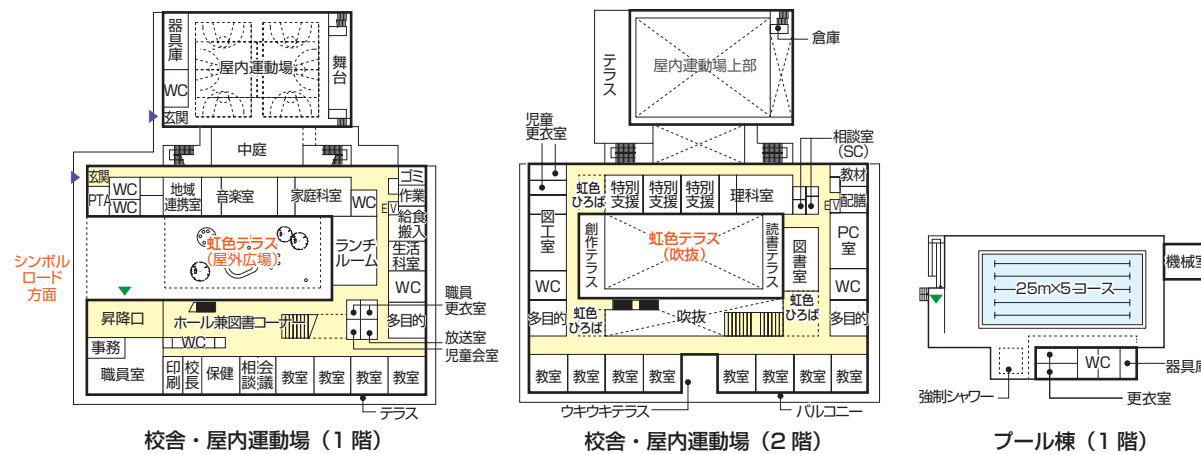 器具庫
屋内運動場
舞台
WC
玄関
中庭
玄関
PTA
WC
WC
地域
連携室
音楽室
家庭科室
WC
ゴミ
作業
EV
給食
搬入
生活
科室
WC
多目的
ランチ
ルーム
虹色テラス
(屋外広場)
シンボル
ロード
方面
昇降口
ホール兼図書コーナー
WC
事務
職員室
印刷
校長
保健
相談
会議
教室
教室
教室
教室
職員
更衣室
放送室
児童会室
テラス
校舎・屋内運動場(1階)
テラス
屋内運動場上部
倉庫
児童
更衣室
相談室
(SC)
虹色
ひろば
特別
支援
特別
支援
特別
支援
理科室
教材
EV
配膳
図工室
創作テラス
虹色テラス
(吹抜)
読書テラス
図書室
PC
室
WC
WC
多目的
虹色
ひろば
吹抜
虹色
ひろば
多目的
教室
教室
教室
教室
教室
教室
教室
教室
ウキウキテラス
バルコニー
校舎・屋内運動場(2階)
機械室
25m×5コース
WC
器具庫
強制シャワー
更衣室
プール棟(1階)